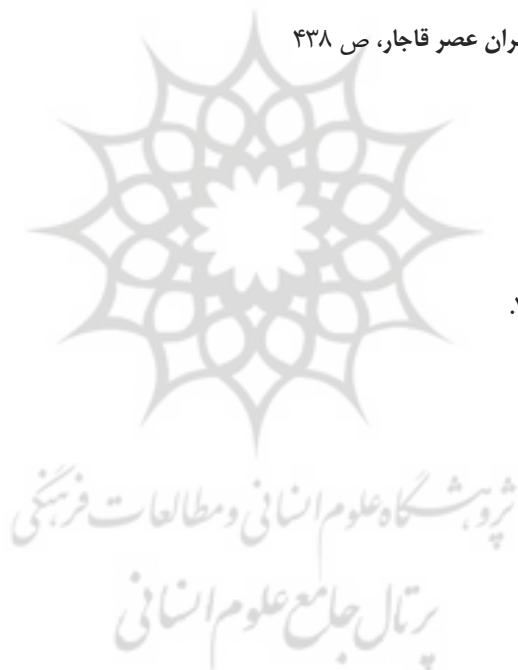 ران عصر قاجار، ص ۴۳۸
پژوهشگاه علوم انسانی و مطالعات فرهنگی
پرتال جامع علوم انسانی